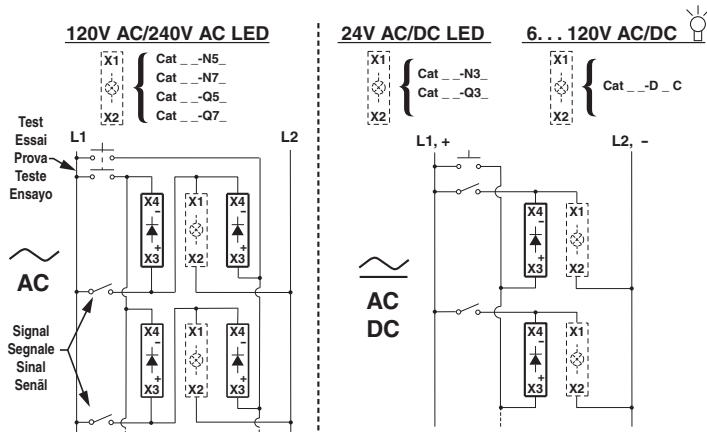 120V AC/240V AC LED
X1
X2
Cat _ _-N5_
Cat _ _-N7_
Cat _ _-Q5_
Cat _ _-Q7_
Test
Essai
Prova
Teste
Ensayo
L1
L2
X4
–
+
X3
X1
X2
X4
–
+
X3
AC
Signal
Segnale
Sinal
Senãl
X4
–
+
X3
X1
X2
X4
–
+
X3
24V AC/DC LED
X1
X2
Cat _ _-N3_
Cat _ _-Q3_
6. . . 120V AC/DC
X1
X2
Cat _ _-D _ C
L1, +
L2, –
X4
–
+
X3
X1
X2
AC
DC
X4
–
+
X3
X1
X2